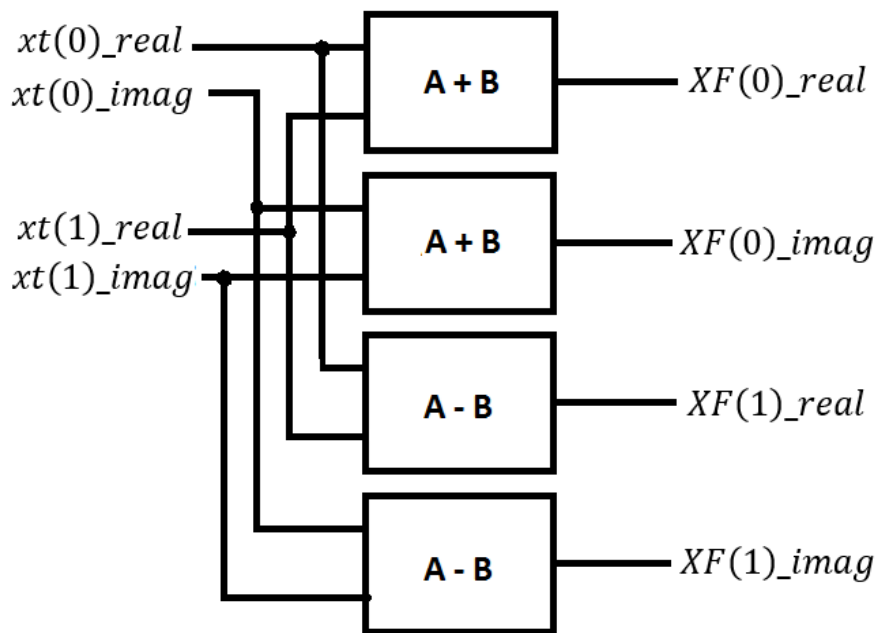 xt(0)_real
xt(0)_imag
xt(1)_real
xt(1)_imag
A + B
A + B
A - B
A - B
XF(0)_real
XF(0)_imag
XF(1)_real
XF(1)_imag